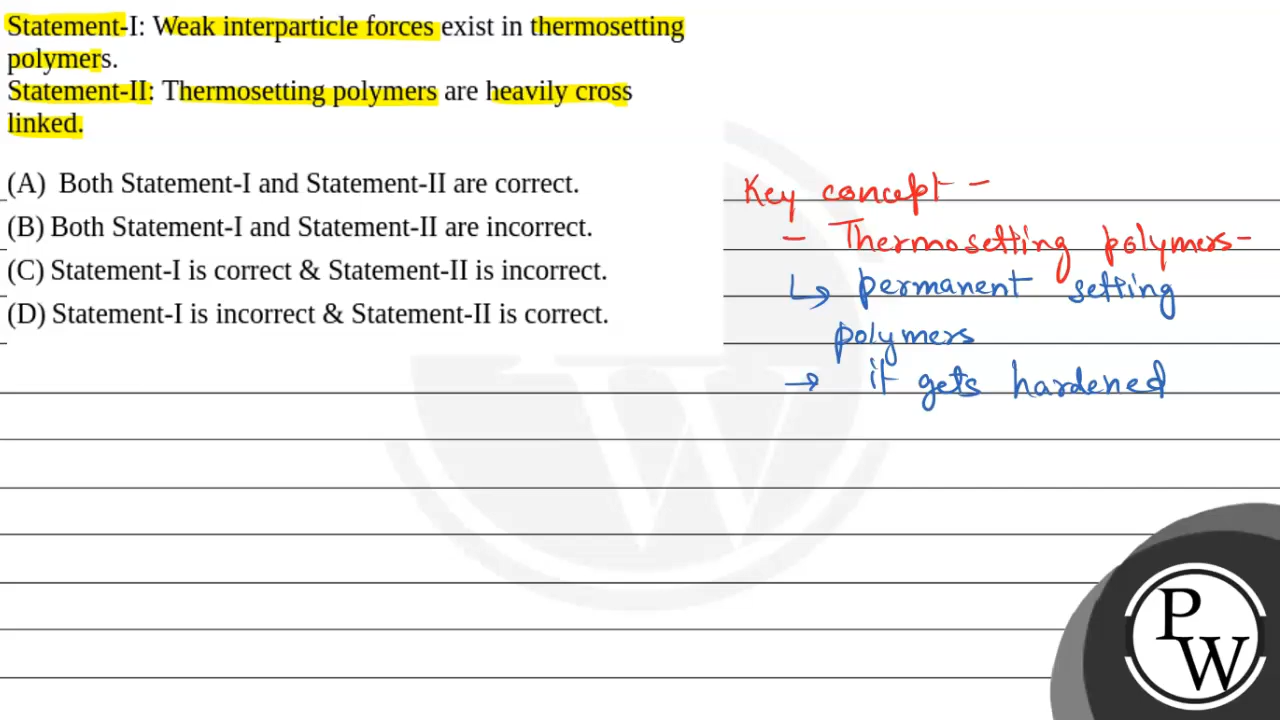 Statement-I: Weak interparticle forces exist in thermosetting
polymers.
Statement-II: Thermosetting polymers are heavily cross
linked.
(A) Both Statement-I and Statement-II are correct.
(B) Both Statement-I and Statement-II are incorrect.
(C) Statement-I is correct & Statement-II is incorrect.
(D) Statement-I is incorrect & Statement-II is correct.
Key concept -
- Thermosetting polymers-
↳ permanent setting
polymers
→ it gets hardened
P
W